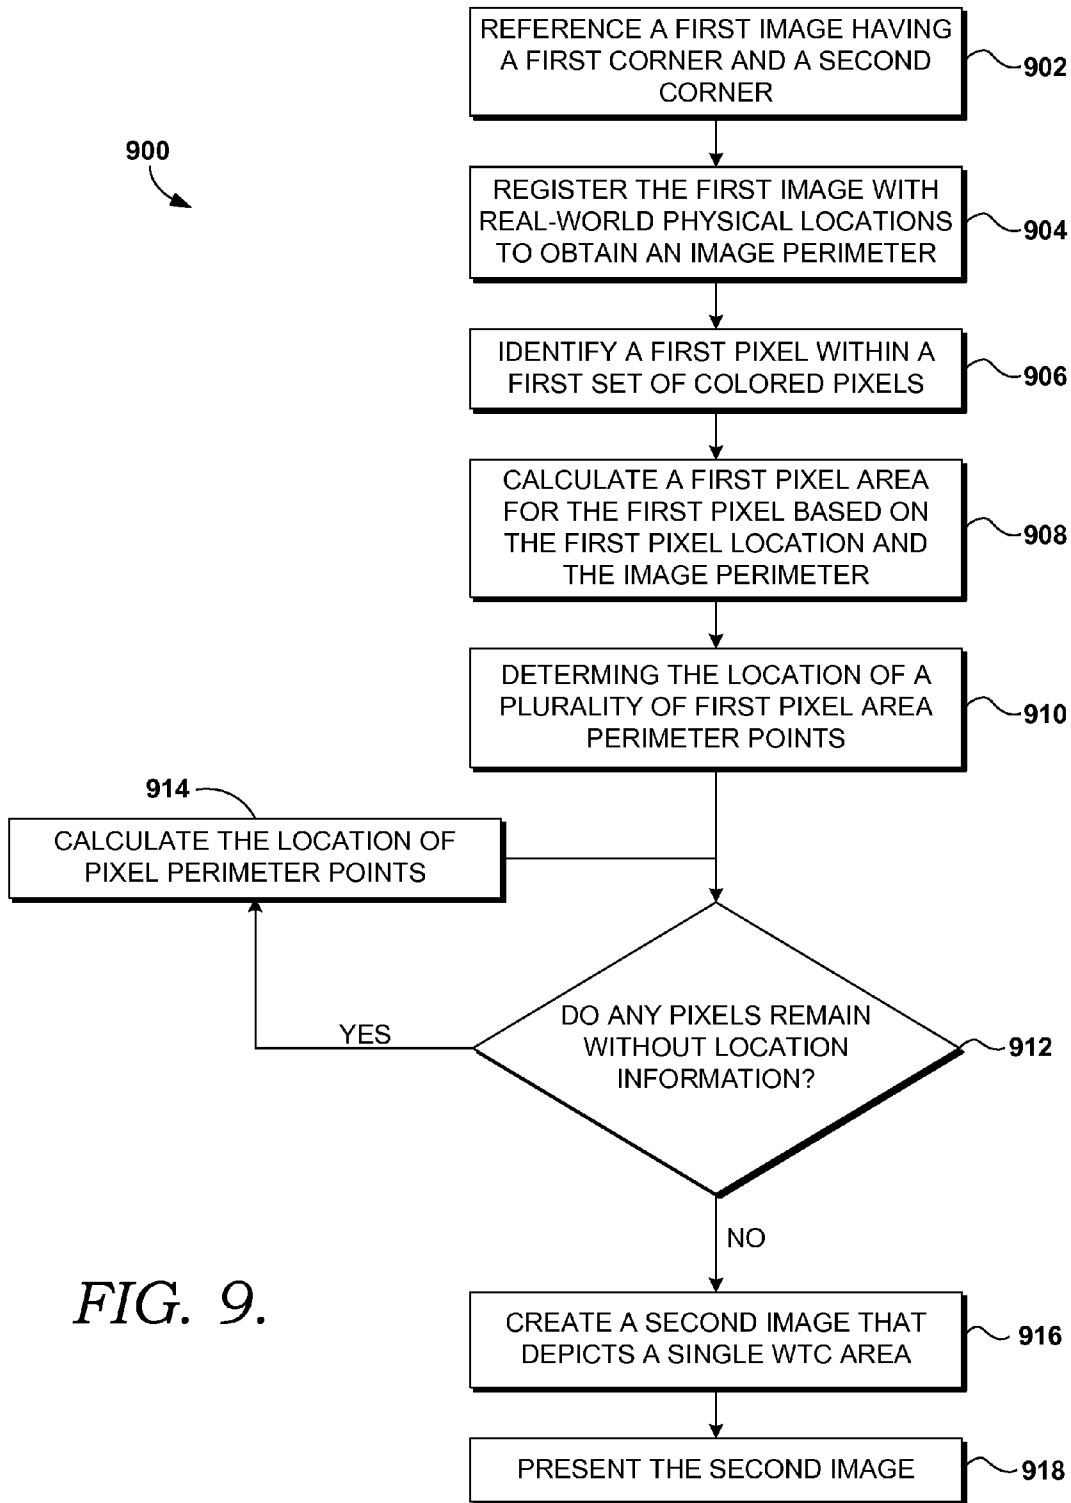 REFERENCE A FIRST IMAGE HAVING
A FIRST CORNER AND A SECOND
CORNER
902
900
REGISTER THE FIRST IMAGE WITH
REAL-WORLD PHYSICAL LOCATIONS
TO OBTAIN AN IMAGE PERIMETER
904
IDENTIFY A FIRST PIXEL WITHIN A
FIRST SET OF COLORED PIXELS
906
CALCULATE A FIRST PIXEL AREA
FOR THE FIRST PIXEL BASED ON
THE FIRST PIXEL LOCATION AND
THE IMAGE PERIMETER
908
DETERMING THE LOCATION OF A
PLURALITY OF FIRST PIXEL AREA
PERIMETER POINTS
910
914
CALCULATE THE LOCATION OF
PIXEL PERIMETER POINTS
DO ANY PIXELS REMAIN
WITHOUT LOCATION
INFORMATION?
912
YES
NO
FIG. 9.
CREATE A SECOND IMAGE THAT
DEPICTS A SINGLE WTC AREA
916
PRESENT THE SECOND IMAGE
918